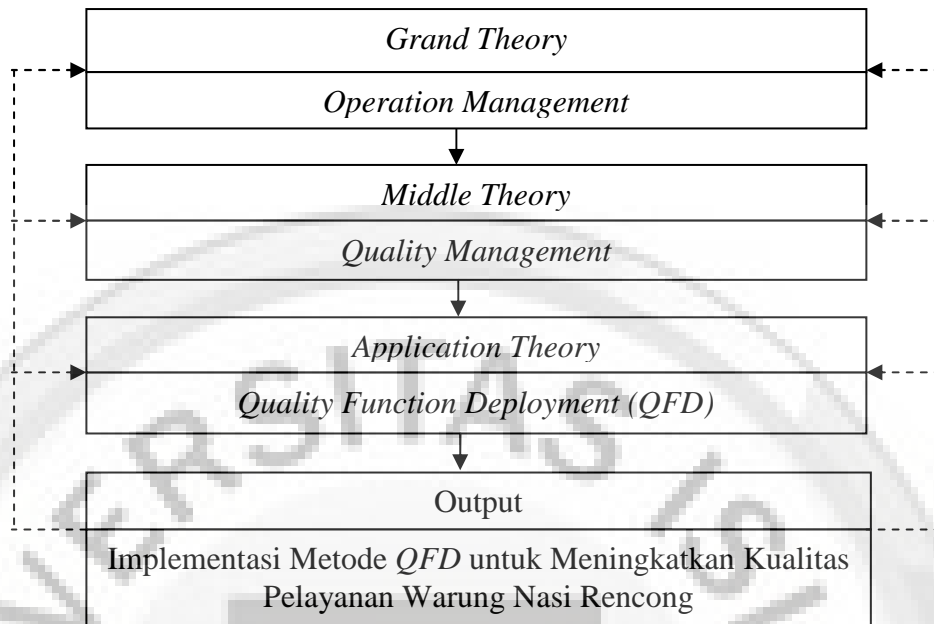 Grand Theory
Operation Management
Middle Theory
Quality Management
Application Theory
Quality Function Deployment (QFD)
Output
Implementasi Metode QFD untuk Meningkatkan Kualitas
Pelayanan Warung Nasi Rencong